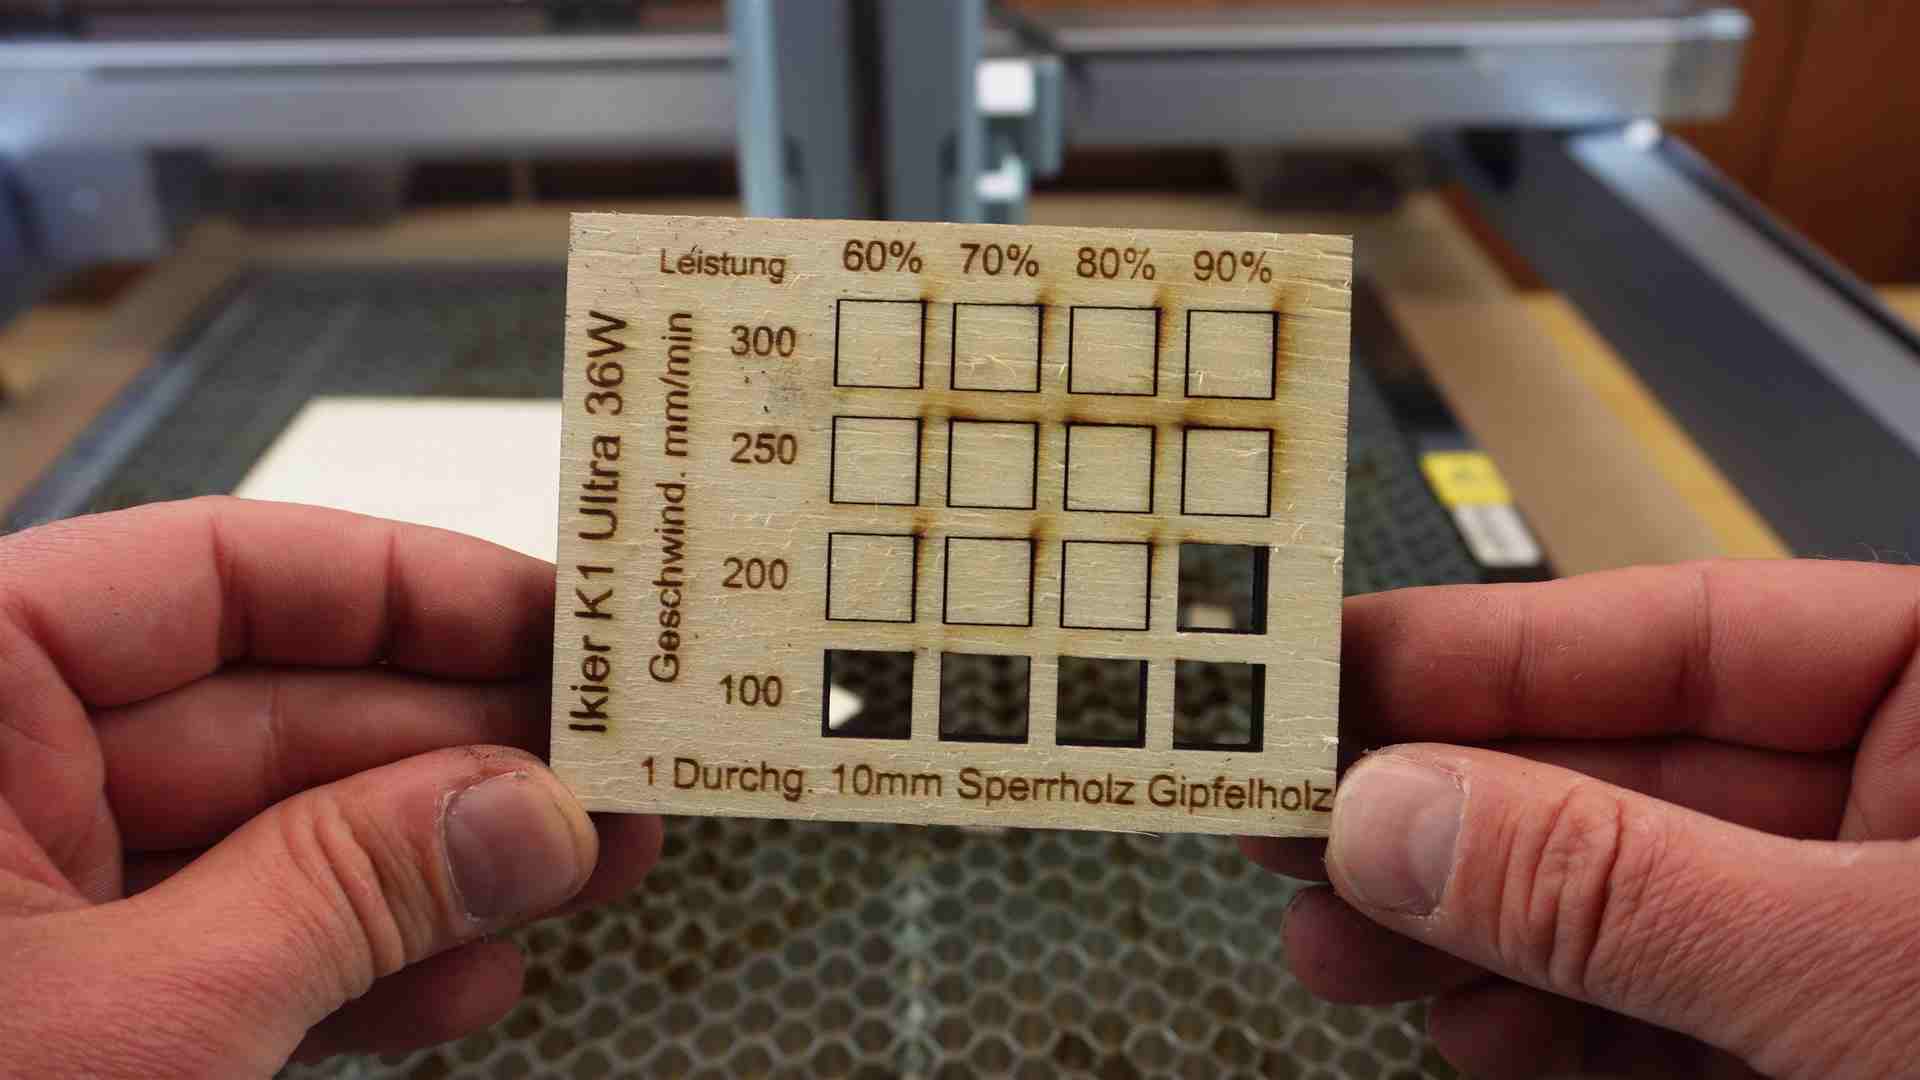 Leistung 60% 70% 80% 90%
Ikier K1 Ultra 36W
Geschwind. mm/min
300
250
200
100
1 Durchg. 10mm Sperrholz Gipfelholz